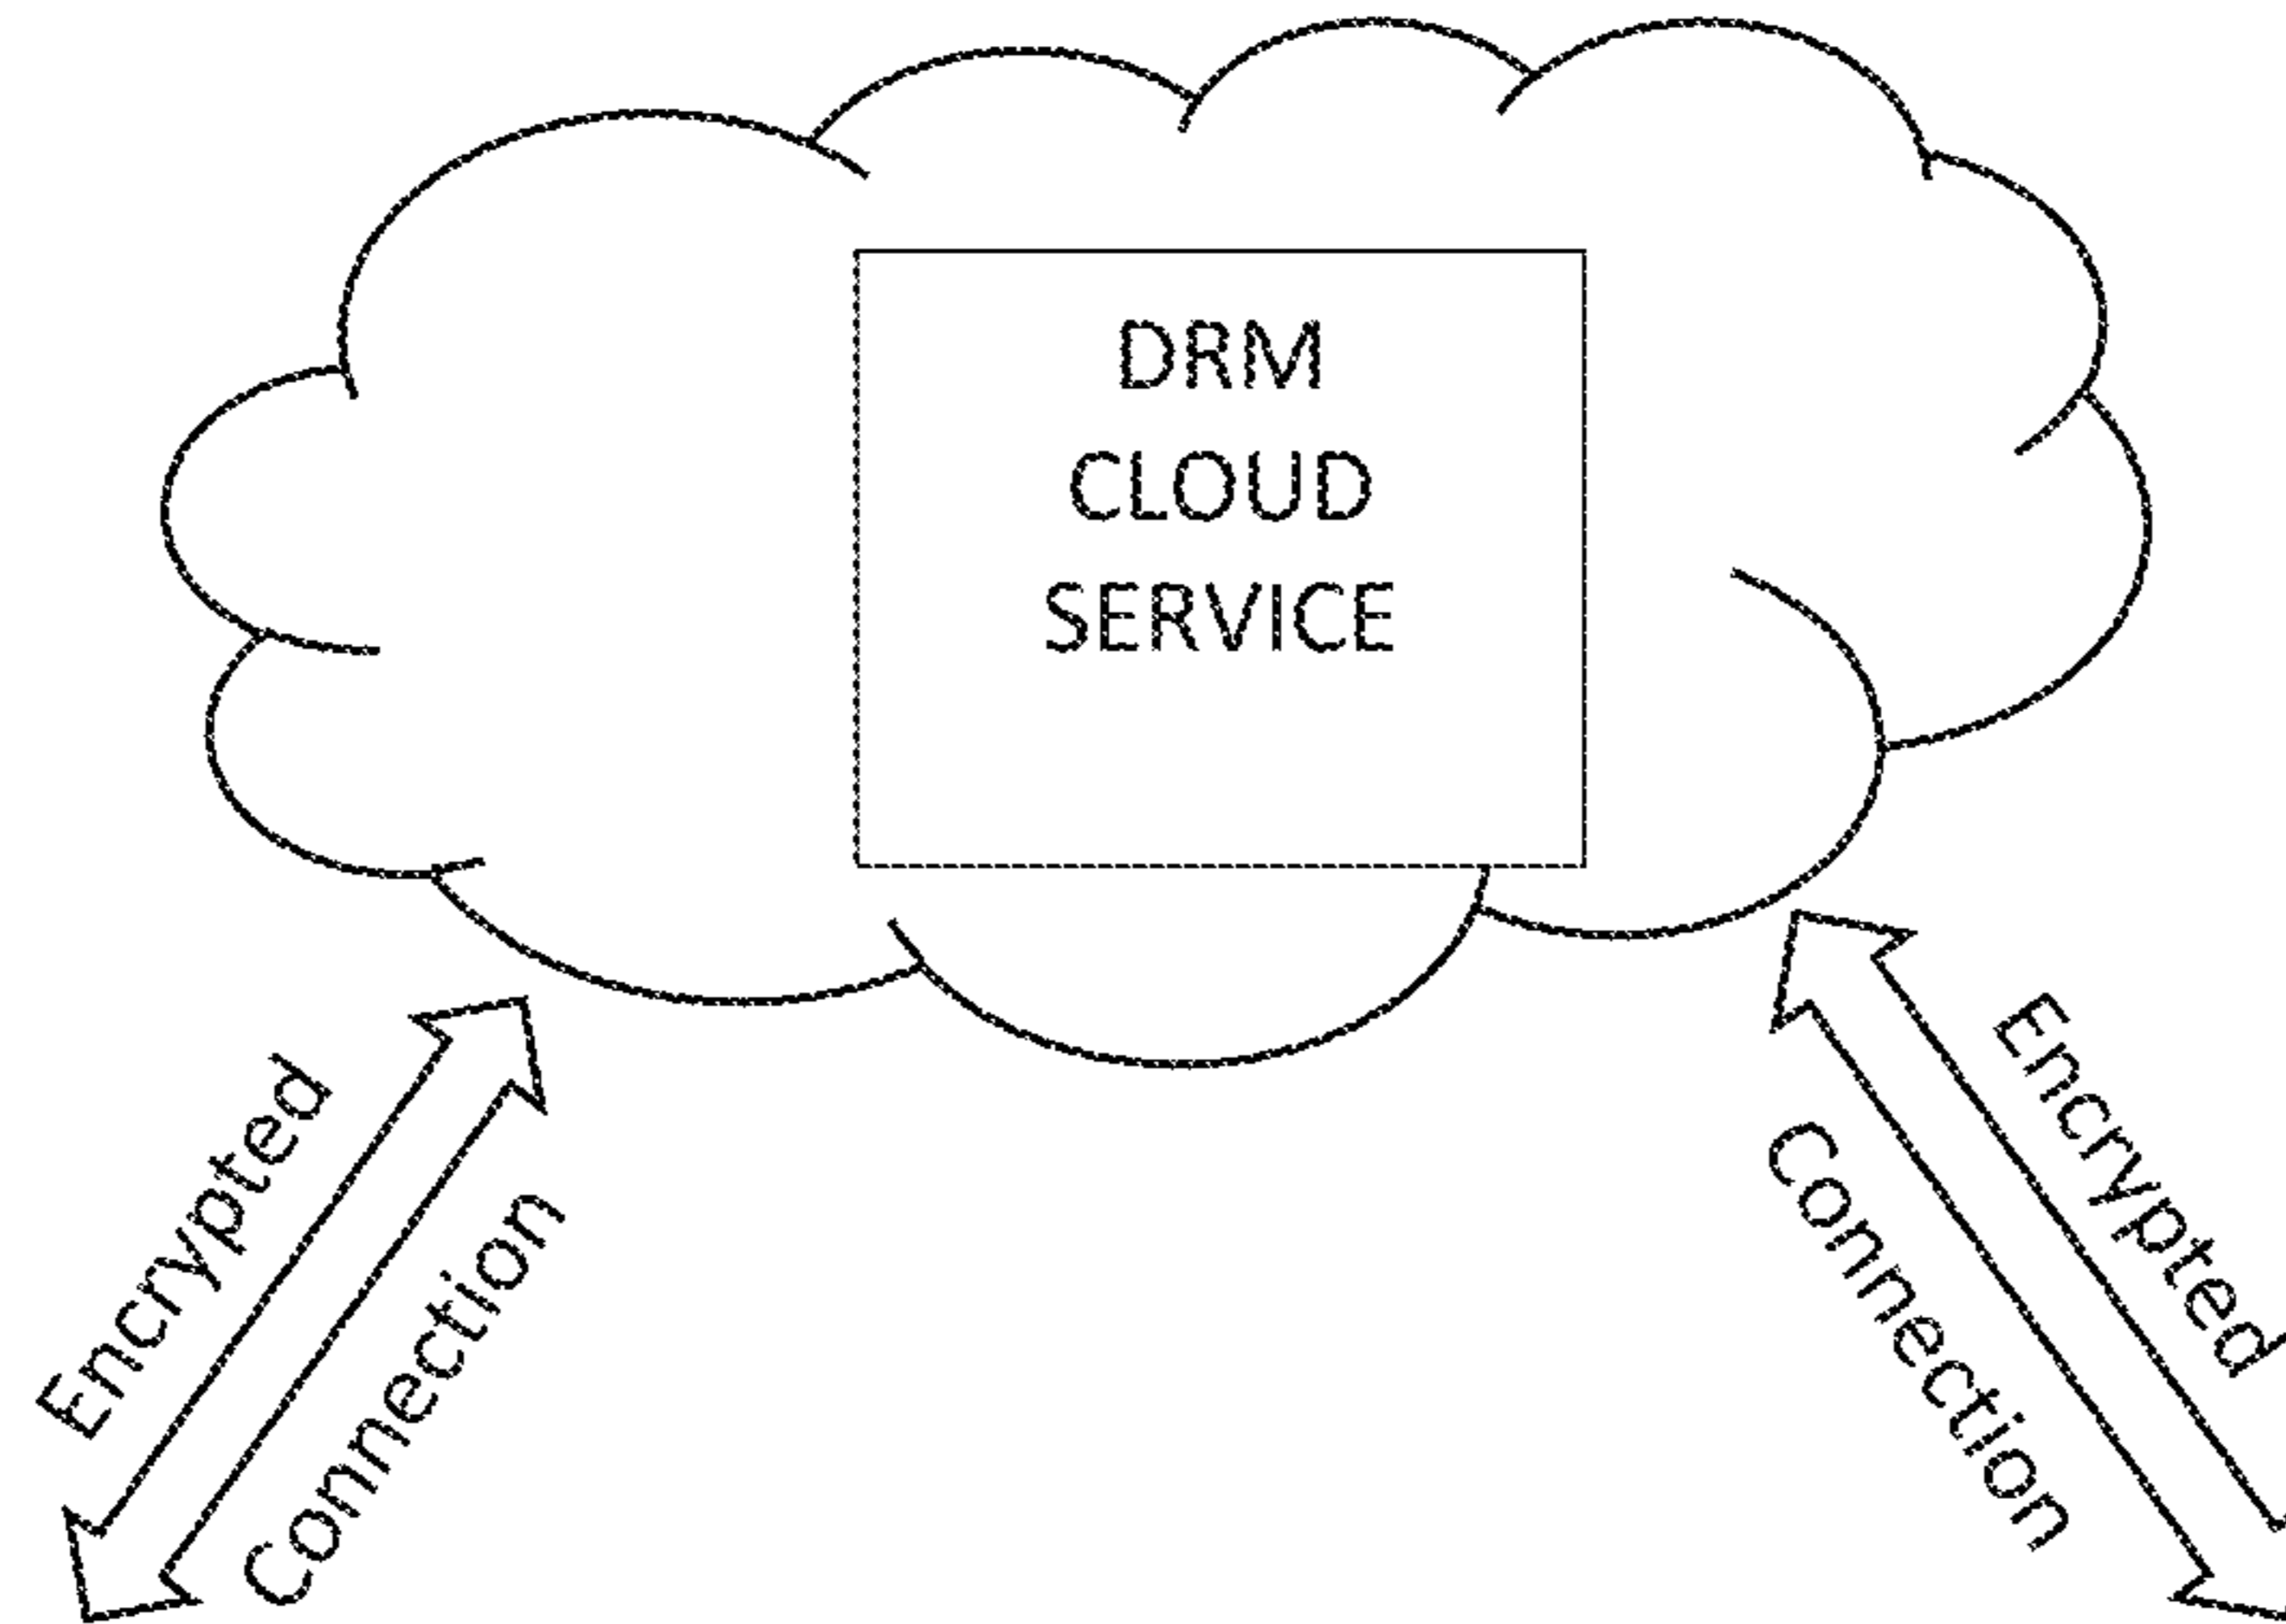 DRM
CLOUD
SERVICE
Encrypted
Connection
Encrypted
Connection